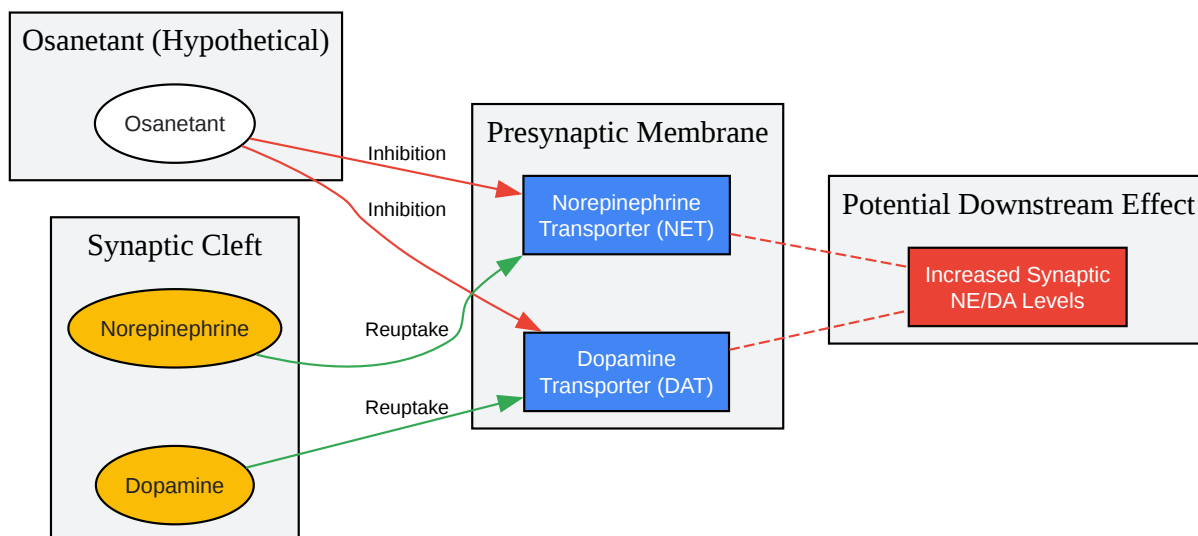 Osanetant (Hypothetical)
Osanetant
Synaptic Cleft
Norepinephrine
Dopamine
Inhibition
Inhibition
Reuptake
Reuptake
Presynaptic Membrane
Norepinephrine
Transporter (NET)
Dopamine
Transporter (DAT)
Potential Downstream Effect
Increased Synaptic
NE/DA Levels